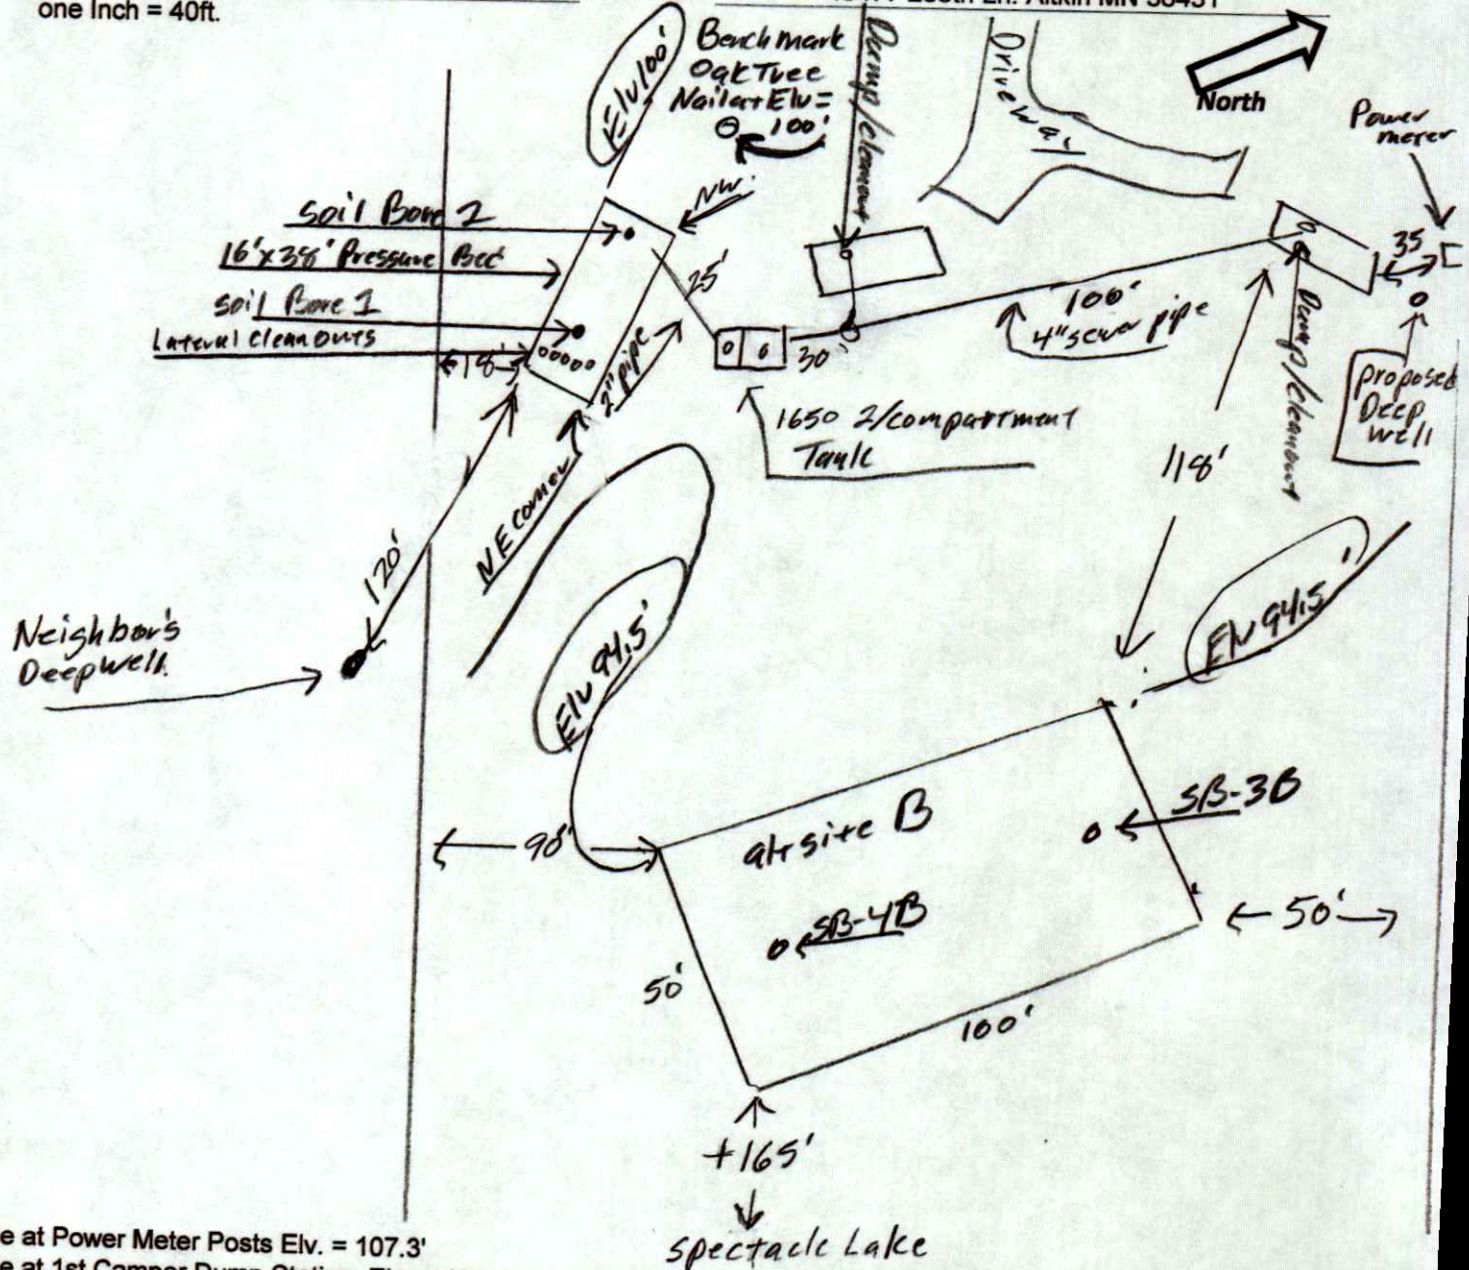 one Inch = 40ft.
Elv 100'
Benchmark
Oak Tree
Nail at Elv =
100'
Dump/cleanout
Driveway
North
Power
meter
NW.
Soil Bore 2
16'x38' Pressure Bed
Soil Bore 1
Lateral Cleanouts
18'
25'
2" pipe
30'
100'
4" sewer pipe
35
Dump/cleanout
proposed
Deep
well
1650 2/compartment
Tank
118'
NE corner
120'
Neighbor's
Deepwell.
Elv 94.5'
Elv 94.5'
90'
alt site B
SB-3B
SB-4B
50'
50'
100'
+165'
Spectacle Lake
e at Power Meter Posts Elv. = 107.3'